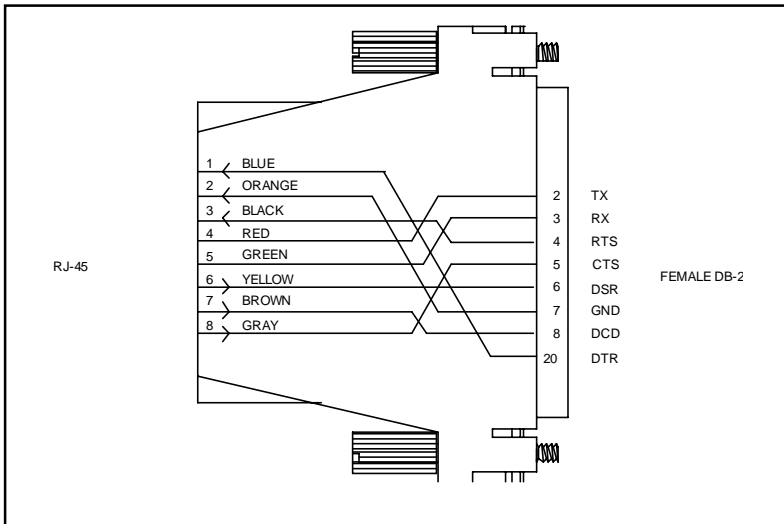 1 BLUE
2 ORANGE
3 BLACK
4 RED
5 GREEN
6 YELLOW
7 BROWN
8 GRAY
RJ-45
2 TX
3 RX
4 RTS
5 CTS
6 DSR
7 GND
8 DCD
20 DTR
FEMALE DB-2